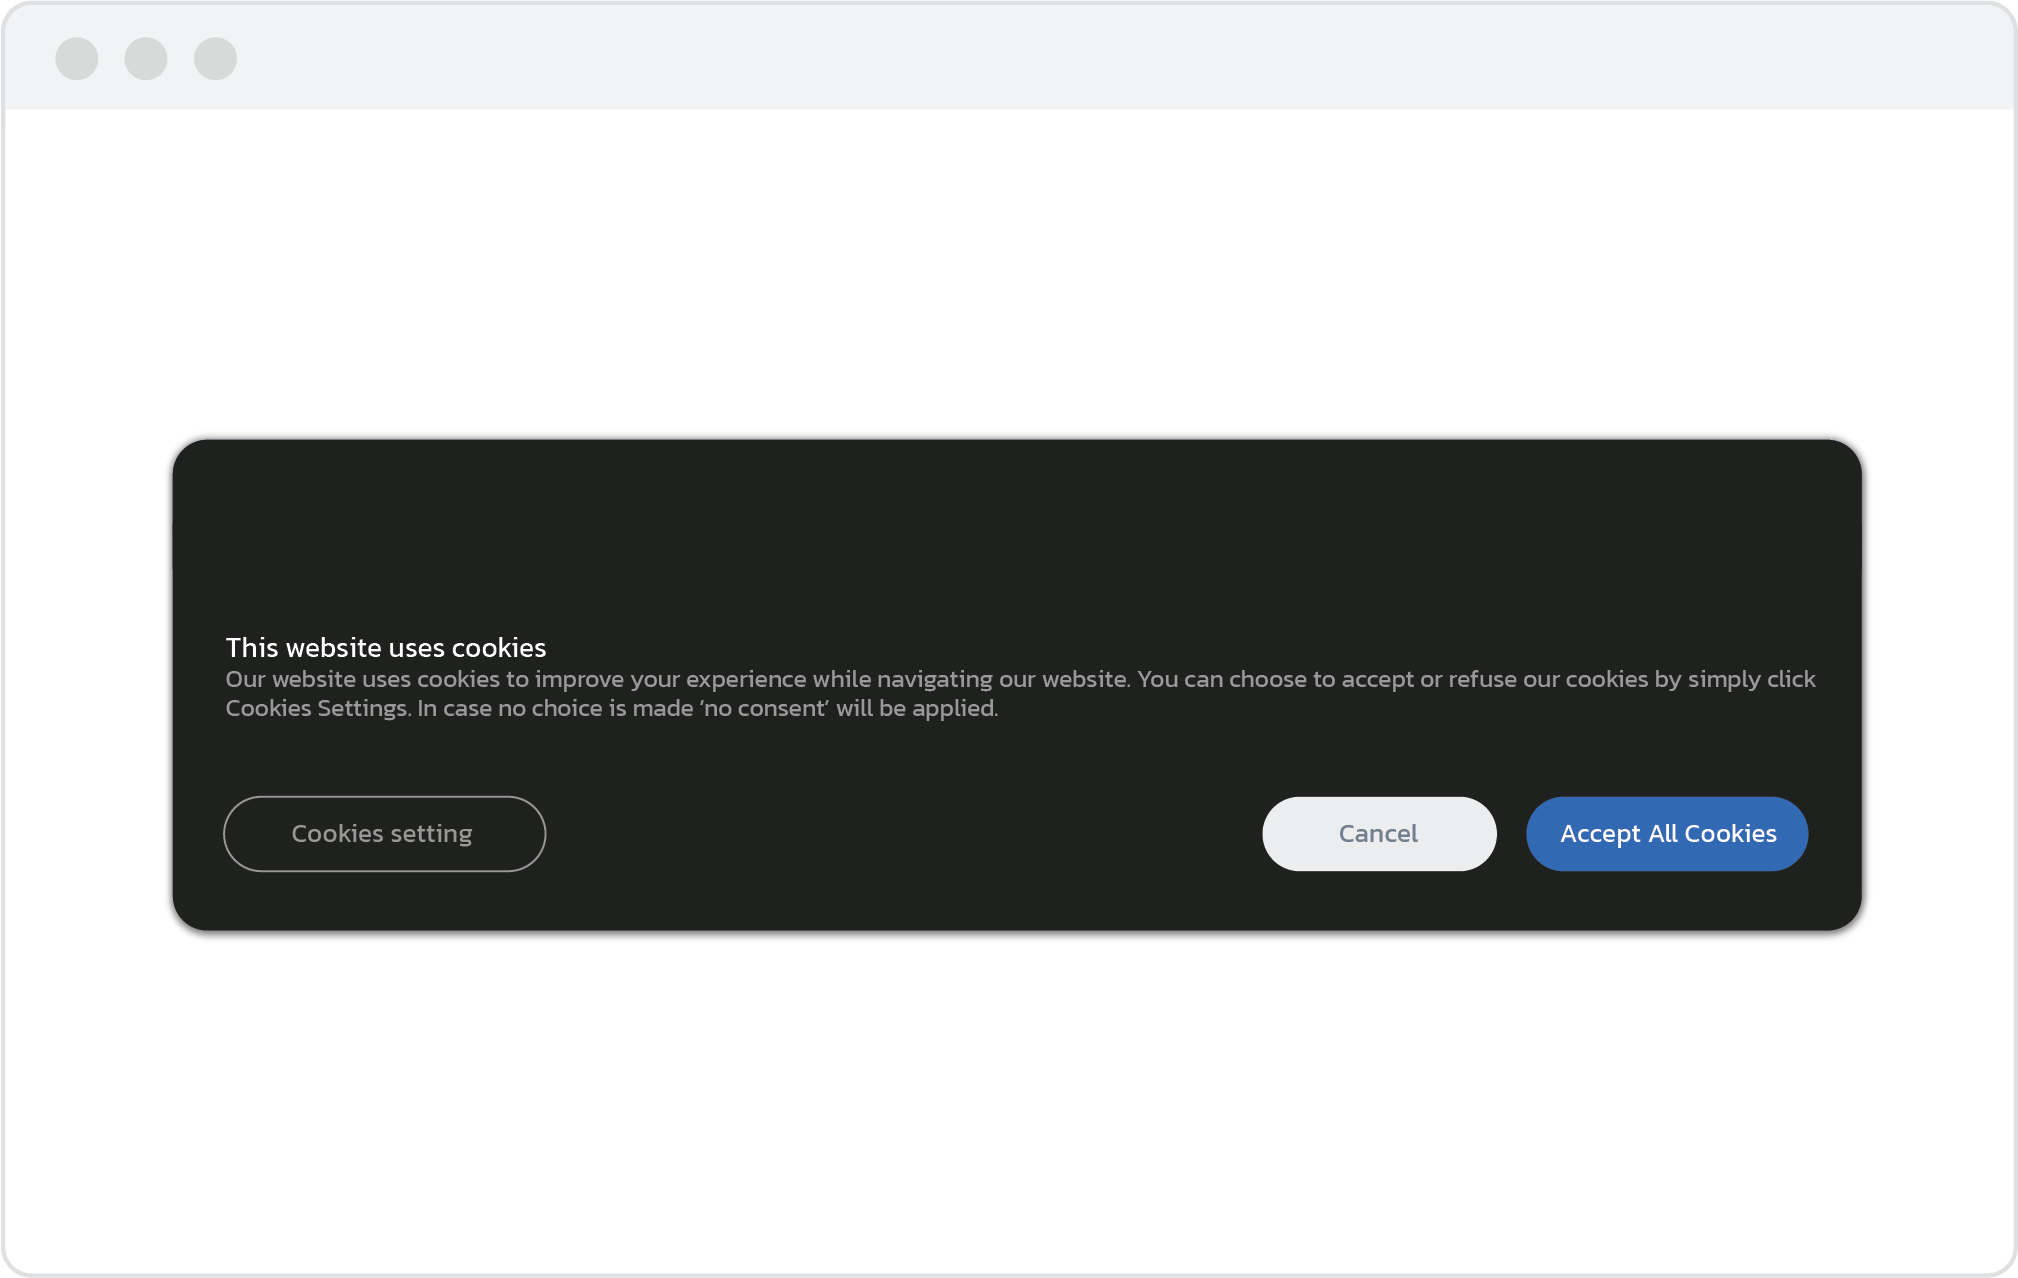 This website uses cookies
Our website uses cookies to improve your experience while navigating our website. You can choose to accept or refuse our cookies by simply click
Cookies Settings. In case no choice is made ‘no consent’ will be applied.
Cookies setting
Cancel
Accept All Cookies